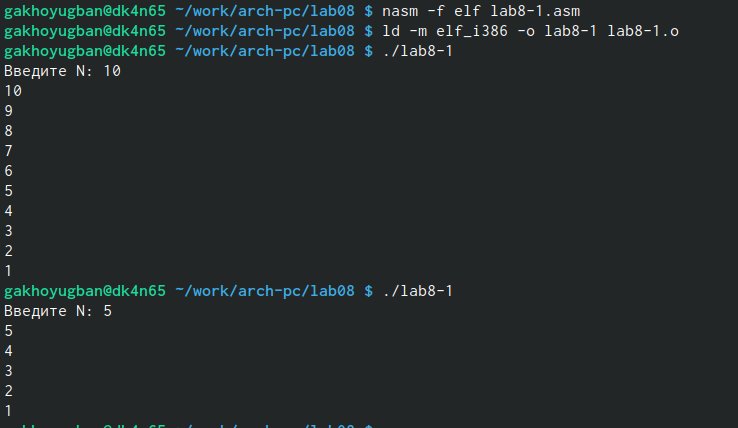 gakhoyugban@dk4n65 ~/work/arch-pc/lab08 $ nasm -f elf lab8-1.asm
gakhoyugban@dk4n65 ~/work/arch-pc/lab08 $ ld -m elf_i386 -o lab8-1 lab8-1.o
gakhoyugban@dk4n65 ~/work/arch-pc/lab08 $ ./lab8-1
Введите N: 10
10
9
8
7
6
5
4
3
2
1
gakhoyugban@dk4n65 ~/work/arch-pc/lab08 $ ./lab8-1
Введите N: 5
5
4
3
2
1